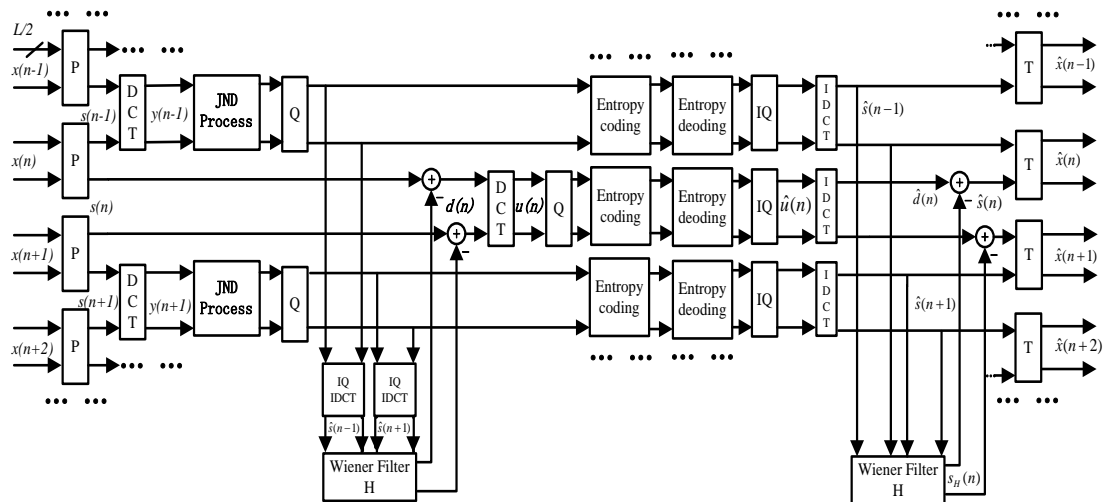 L/2
x(n-1)
P
s(n-1)
D
C
T
y(n-1)
JND
Process
Q
Entropy
coding
Entropy
deoding
IQ
I
D
C
T
ŝ(n−1)
T
x̂(n−1)
x(n)
P
s(n)
+
-
d(n)
+
-
D
C
T
u(n)
Q
Entropy
coding
Entropy
deoding
IQ
û(n)
I
D
C
T
d̂(n)
+
-
ŝ(n)
+
-
T
x̂(n)
x(n+1)
P
s(n+1)
D
C
T
y(n+1)
JND
Process
Q
Entropy
coding
Entropy
deoding
IQ
I
D
C
T
ŝ(n+1)
T
x̂(n+1)
x(n+2)
P
T
x̂(n+2)
IQ
IDCT
IQ
IDCT
ŝ(n−1)
ŝ(n+1)
Wiener Filter
H
Wiener Filter
H
s_H(n)